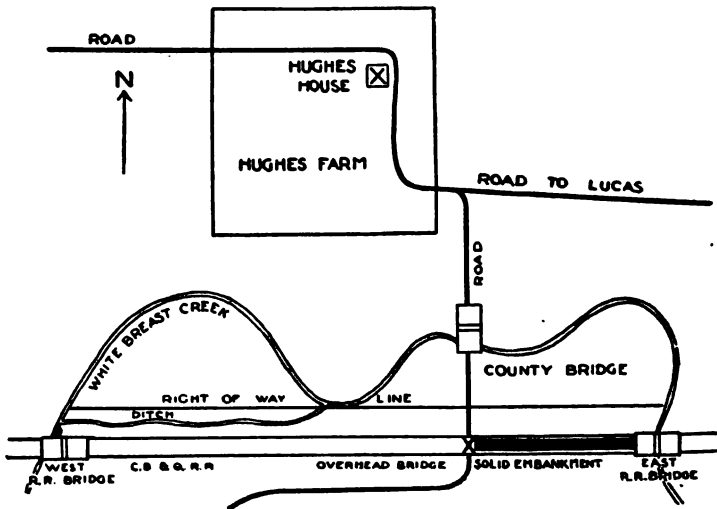 ROAD
N
HUGHES
HOUSE
HUGHES FARM
ROAD TO LUCAS
ROAD
WHITE BREAST CREEK
COUNTY BRIDGE
RIGHT OF WAY LINE
DITCH
WEST
R.R. BRIDGE
C.B & Q.R.R
OVERHEAD BRIDGE
SOLID EMBANKMENT
EAST
R.R. BRIDGE